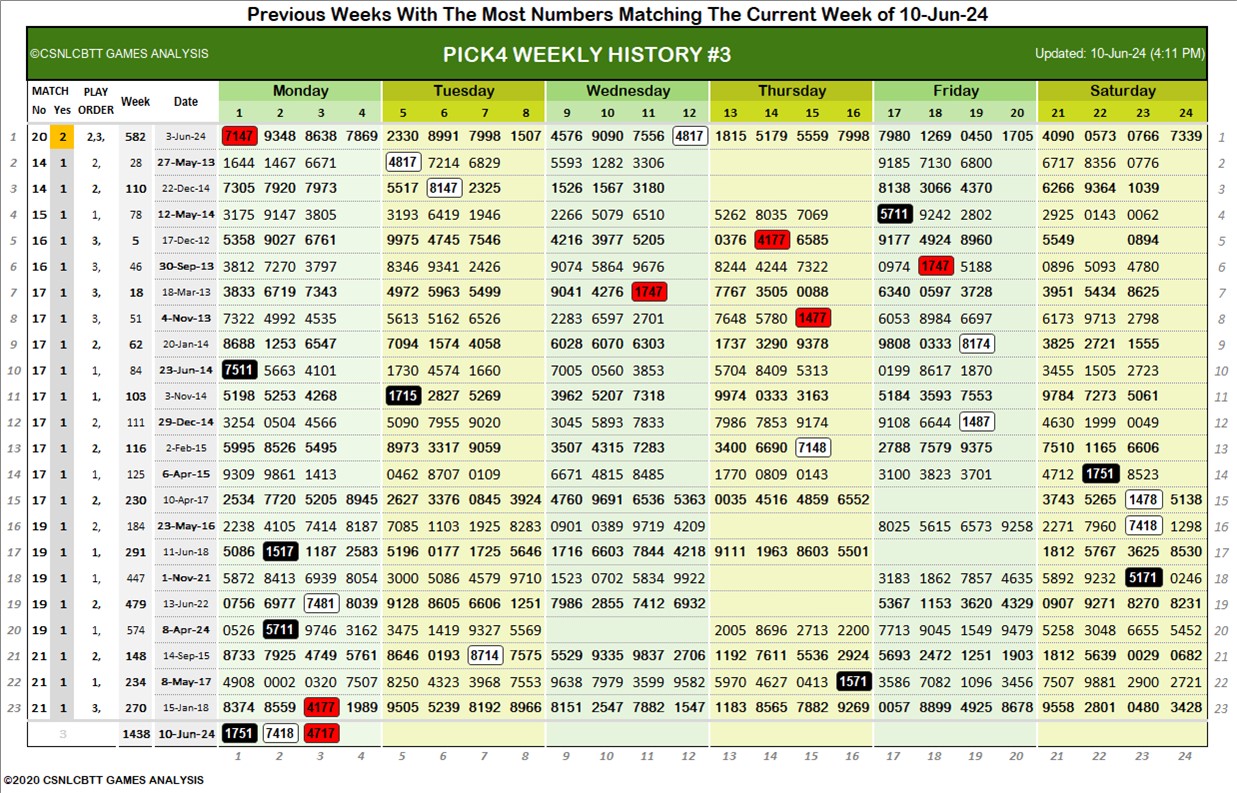 Previous Weeks With The Most Numbers Matching The Current Week of 10-Jun-24
©CSNLCBTT GAMES ANALYSIS PICK4 WEEKLY HISTORY #3 Updated: 10-Jun-24 (4:11 PM)
MATCH PLAY Week Date Monday Tuesday Wednesday Thursday Friday Saturday
No Yes ORDER 1 2 3 4 5 6 7 8 9 10 11 12 13 14 15 16 17 18 19 20 21 22 23 24
1 20 2 2,3, 582 3-Jun-24 7147 9348 8638 7869 2330 8991 7998 1507 4576 9090 7556 4817 1815 5179 5559 7998 7980 1269 0450 1705 4090 0573 0766 7339 1
2 14 1 2, 28 27-May-13 1644 1467 6671 4817 7214 6829 5593 1282 3306 9185 7130 6800 6717 8356 0776 2
3 14 1 2, 110 22-Dec-14 7305 7920 7973 5517 8147 2325 1526 1567 3180 8138 3066 4370 6266 9364 1039 3
4 15 1 1, 78 12-May-14 3175 9147 3805 3193 6419 1946 2266 5079 6510 5262 8035 7069 5711 9242 2802 2925 0143 0062 4
5 16 1 3, 5 17-Dec-12 5358 9027 6761 9975 4745 7546 4216 3977 5205 0376 4177 6585 9177 4924 8960 5549 0894 5
6 16 1 3, 46 30-Sep-13 3812 7270 3797 8346 9341 2426 9074 5864 9676 8244 4244 7322 0974 1747 5188 0896 5093 4780 6
7 17 1 3, 18 18-Mar-13 3833 6719 7343 4972 5963 5499 9041 4276 1747 7767 3505 0088 6340 0597 3728 3951 5434 8625 7
8 17 1 3, 51 4-Nov-13 7322 4992 4535 5613 5162 6526 2283 6597 2701 7648 5780 1477 6053 8984 6697 6173 9713 2798 8
9 17 1 2, 62 20-Jan-14 8688 1253 6547 7094 1574 4058 6028 6070 6303 1737 3290 9378 9808 0333 8174 3825 2721 1555 9
10 17 1 1, 84 23-Jun-14 7511 5663 4101 1730 4574 1660 7005 0560 3853 5704 8409 5313 0199 8617 1870 3455 1505 2723 10
11 17 1 1, 103 3-Nov-14 5198 5253 4268 1715 2827 5269 3962 5207 7318 9974 0333 3163 5184 3593 7553 9784 7273 5061 11
12 17 1 2, 111 29-Dec-14 3254 0504 4566 5090 7955 9020 3045 5893 7833 7986 7853 9174 9108 6644 1487 4630 1999 0049 12
13 17 1 2, 116 2-Feb-15 5995 8526 5495 8973 3317 9059 3507 4315 7283 3400 6690 7148 2788 7579 9375 7510 1165 6606 13
14 17 1 1, 125 6-Apr-15 9309 9861 1413 0462 8707 0109 6671 4815 8485 1770 0809 0143 3100 3823 3701 4712 1751 8523 14
15 17 1 2, 230 10-Apr-17 2534 7720 5205 8945 2627 3376 0845 3924 4760 9691 6536 5363 0035 4516 4859 6552 3743 5265 1478 5138 15
16 19 1 2, 184 23-May-16 2238 4105 7414 8187 7085 1103 1925 8283 0901 0389 9719 4209 8025 5615 6573 9258 2271 7960 7418 1298 16
17 19 1 1, 291 11-Jun-18 5086 1517 1187 2583 5196 0177 1725 5646 1716 6603 7844 4218 9111 1963 8603 5501 1812 5767 3625 8530 17
18 19 1 1, 447 1-Nov-21 5872 8413 6939 8054 3000 5086 4579 9710 1523 0702 5834 9922 3183 1862 7857 4635 5892 9232 5171 0246 18
19 19 1 2, 479 13-Jun-22 0756 6977 7481 8039 9128 8605 6606 1251 7986 2855 7412 6932 5367 1153 3620 4329 0907 9271 8270 8231 19
20 19 1 1, 574 8-Apr-24 0526 5711 9746 3162 3475 1419 9327 5569 2005 8696 2713 2200 7713 9045 1549 9479 5258 3048 6655 5452 20
21 21 1 2, 148 14-Sep-15 8733 7925 4749 5761 8646 0193 8714 7575 5529 9335 9837 2706 1192 7611 5536 2924 5693 2472 1251 1903 1812 5639 0029 0682 21
22 21 1 1, 234 8-May-17 4908 0002 0320 7507 8250 4323 3968 7553 9638 7979 3599 9582 5970 4627 0413 1571 3586 7082 1096 3456 7507 9881 2900 2721 22
23 21 1 3, 270 15-Jan-18 8374 8559 4177 1989 9505 5239 8192 8966 8151 2547 7882 1547 1183 8565 7882 9269 0057 8899 4925 8678 9558 2801 0480 3428 23
3 1438 10-Jun-24 1751 7418 4717
1 2 3 4 5 6 7 8 9 10 11 12 13 14 15 16 17 18 19 20 21 22 23 24
©2020 CSNLCBTT GAMES ANALYSIS